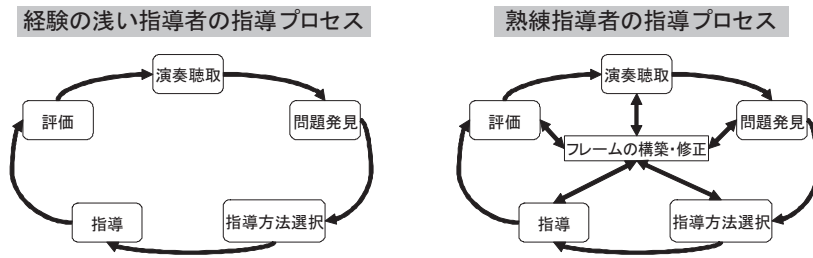 経験の浅い指導者の指導プロセス
演奏聴取
評価
問題発見
指導
指導方法選択
熟練指導者の指導プロセス
演奏聴取
評価
問題発見
フレームの構築・修正
指導
指導方法選択